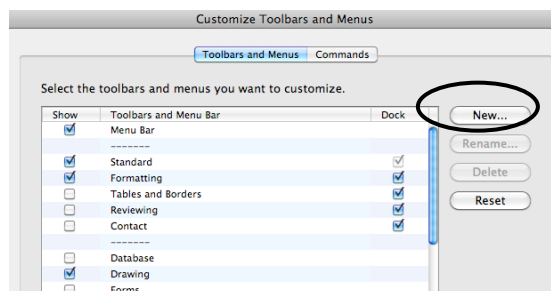 Customize Toolbars and Menus
Toolbars and Menus Commands
Select the toolbars and menus you want to customize.
Show Toolbars and Menu Bar Dock New...
Menu Bar
------- Rename...
Standard
Formatting Delete
Tables and Borders
Reviewing Reset
Contact
-------
Database
Drawing
Forms